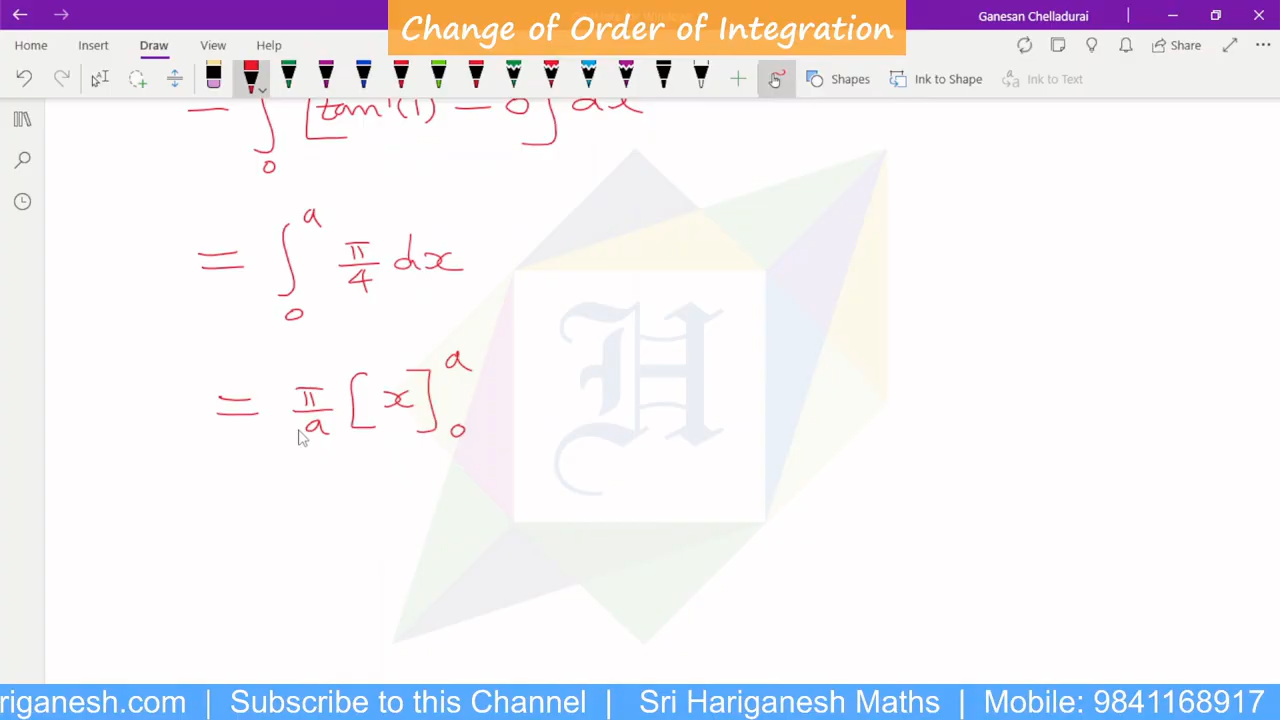 Change of Order of Integration
Ganesan Chelladurai
Home Insert Draw View Help
Share
Shapes
Ink to Shape
Ink to Text
= ∫₀ [tan⁻¹(1) − 0] dx
= ∫₀ᵃ π/4 dx
= π/a [x]₀ᵃ
H
riganesh.com | Subscribe to this Channel | Sri Hariganesh Maths | Mobile: 9841168917